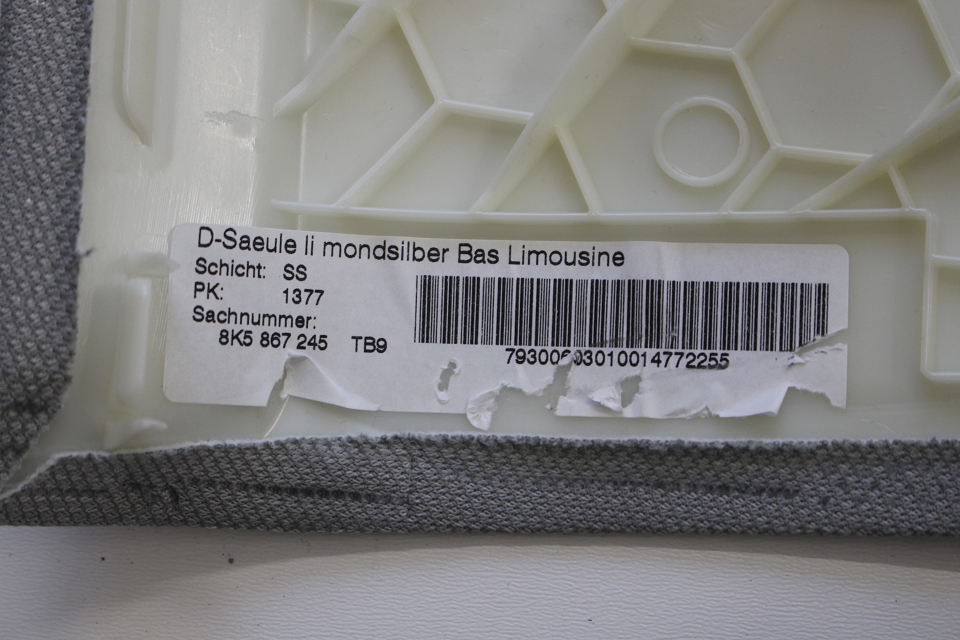 D-Saeule li mondsilber Bas Limousine
Schicht: SS
PK: 1377
Sachnummer:
8K5 867 245 TB9